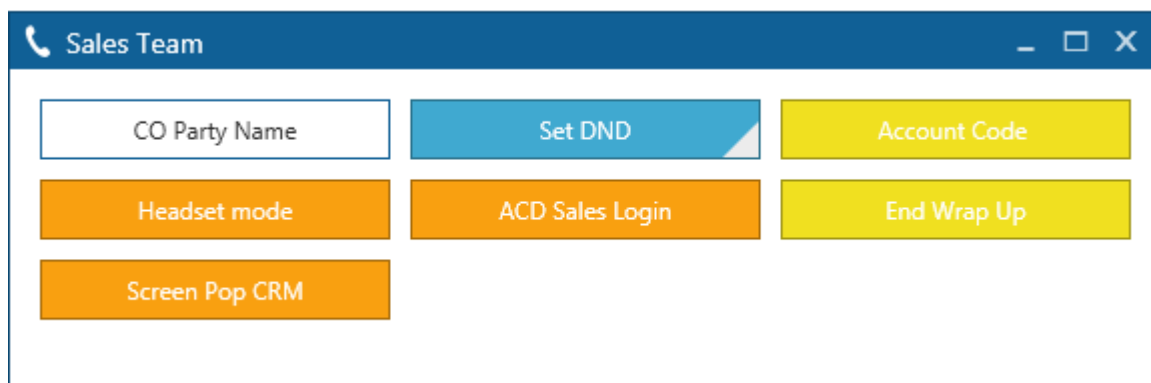 Sales Team
CO Party Name
Set DND
Account Code
Headset mode
ACD Sales Login
End Wrap Up
Screen Pop CRM